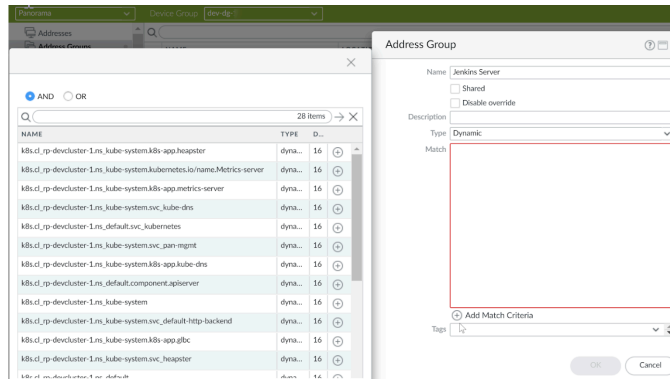 Panorama
Device Group dev-dg-
Addresses
Address Groups
AND OR
28 items
NAME TYPE D...
k8s.cl_rp-devcluster-1.ns_kube-system.k8s-app.heapster dyna... 16
k8s.cl_rp-devcluster-1.ns_kube-system.kubernetes.io/name.Metrics-server dyna... 16
k8s.cl_rp-devcluster-1.ns_kube-system.k8s-app.metrics-server dyna... 16
k8s.cl_rp-devcluster-1.ns_kube-system.svc_kube-dns dyna... 16
k8s.cl_rp-devcluster-1.ns_default.svc_kubernetes dyna... 16
k8s.cl_rp-devcluster-1.ns_kube-system.svc_pan-mgmt dyna... 16
k8s.cl_rp-devcluster-1.ns_kube-system.k8s-app.kube-dns dyna... 16
k8s.cl_rp-devcluster-1.ns_default.component.apiserver dyna... 16
k8s.cl_rp-devcluster-1.ns_kube-system dyna... 16
k8s.cl_rp-devcluster-1.ns_kube-system.svc_default-http-backend dyna... 16
k8s.cl_rp-devcluster-1.ns_kube-system.k8s-app.glbc dyna... 16
k8s.cl_rp-devcluster-1.ns_kube-system.svc_heapster dyna... 16
k8s.cl_rp-devcluster-1.ns_default dyna... 16
Address Group
Name Jenkins Server
Shared
Disable override
Description
Type Dynamic
Match
Add Match Criteria
Tags
OK Cancel